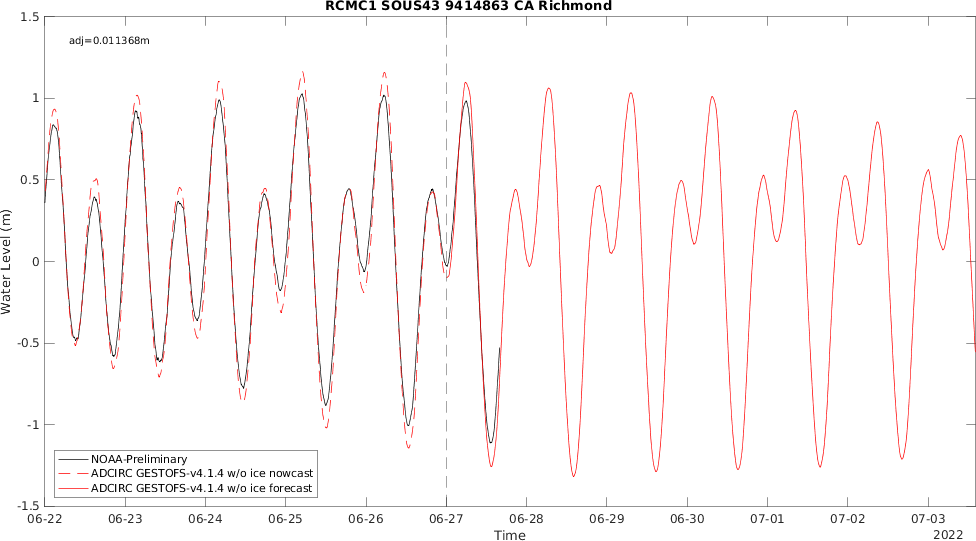 RCMC1 SOUS43 9414863 CA Richmond
adj=0.011368m
1.5
1
0.5
0
-0.5
-1
-1.5
Water Level (m)
NOAA-Preliminary
ADCIRC GESTOFS-v4.1.4 w/o ice nowcast
ADCIRC GESTOFS-v4.1.4 w/o ice forecast
06-22 06-23 06-24 06-25 06-26 06-27 06-28 06-29 06-30 07-01 07-02 07-03
Time
2022